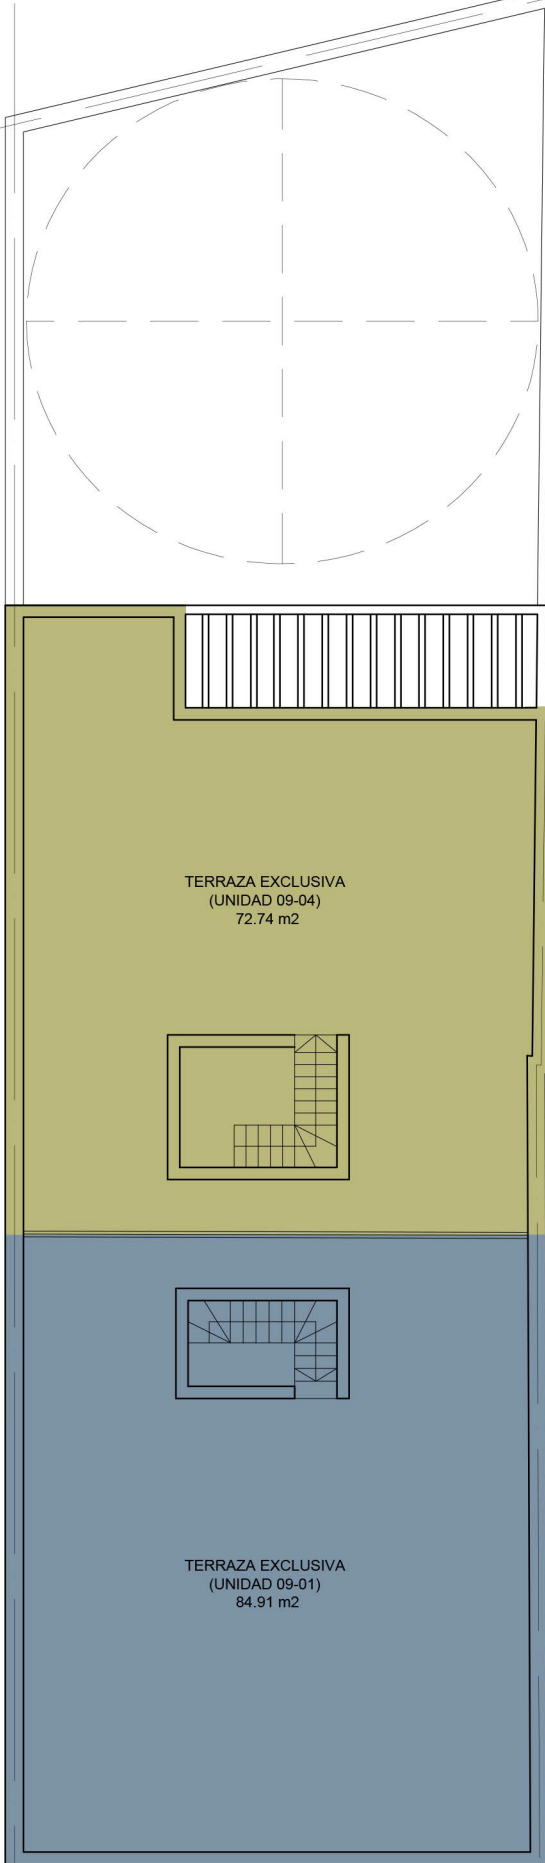 TERRAZA EXCLUSIVA
(UNIDAD 09-04)
72.74 m2
TERRAZA EXCLUSIVA
(UNIDAD 09-01)
84.91 m2